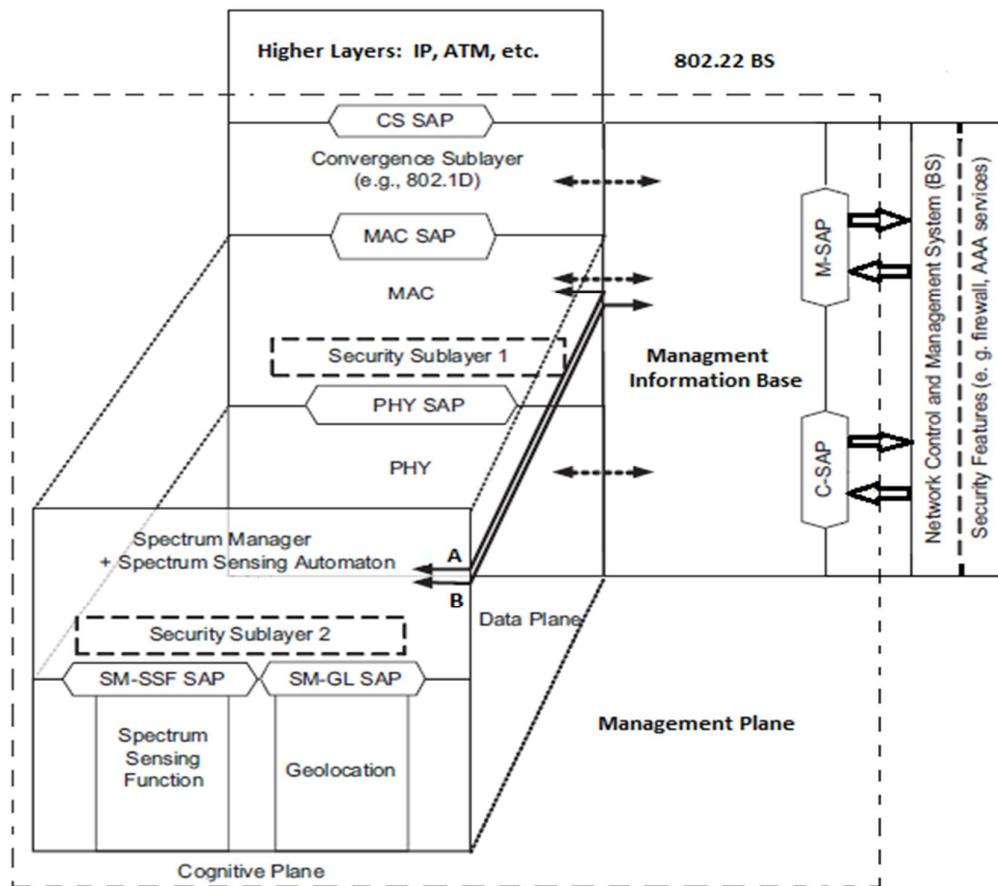 Higher Layers: IP, ATM, etc.
802.22 BS
CS SAP
Convergence Sublayer
(e.g., 802.1D)
MAC SAP
MAC
Security Sublayer 1
PHY SAP
PHY
Managment
Information Base
M-SAP
C-SAP
Network Control and Management System (BS)
Security Features (e. g. firewall, AAA services)
Spectrum Manager
+ Spectrum Sensing Automaton
A
B
Data Plane
Security Sublayer 2
SM-SSF SAP
SM-GL SAP
Spectrum
Sensing
Function
Geolocation
Management Plane
Cognitive Plane